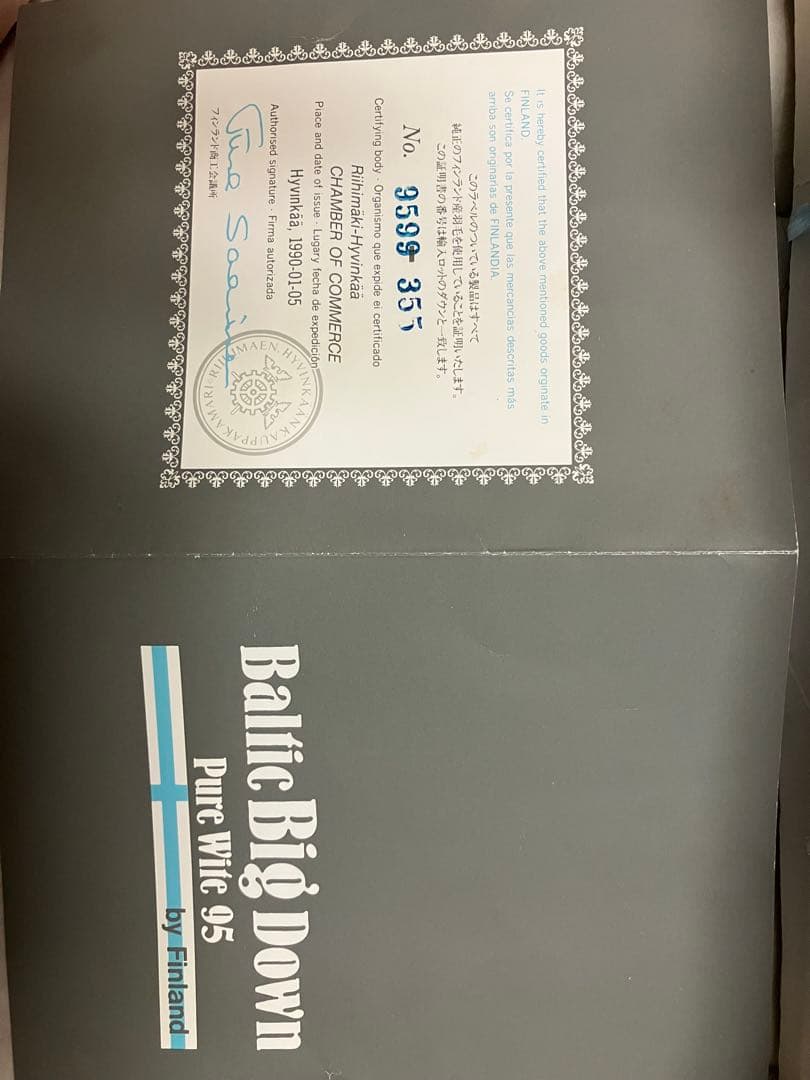 It is hereby certified that the above mentioned goods orginate in
FINLAND.
Se certifica por la presente que las mercancias descritas más
arriba son originarias de FINLANDIA.
このラベルのついている製品はすべて
純正のフィンランド産羽毛を使用していることを証明いたします。
この証明書の番号は輸入ロットのダウンと一致します。
No. 9599-355
Certifying body · Organismo que expide el certificado
Riihimäki-Hyvinkää
CHAMBER OF COMMERCE
Place and date of issue · Lugary fecha de expedición
Hyvinkää, 1990-01-05
Authorised signature · Firma autorizada
フィンランド商工会議所
RIIHIMAEN HYVINKAANKAUPPAKAMARI
Baltic Big Down
Pure Wite 95
by Finland